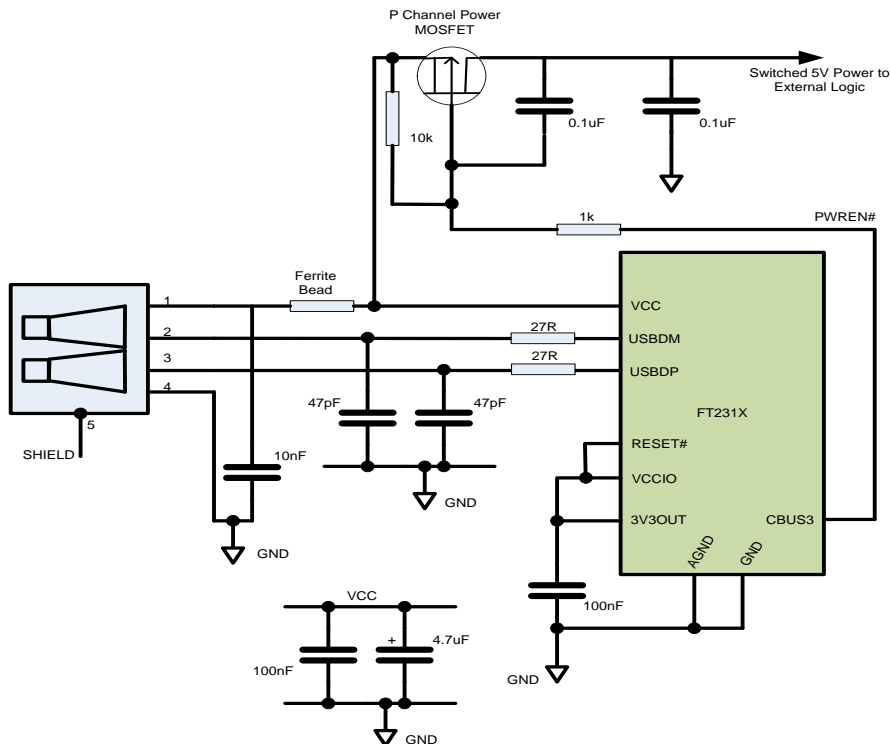 P Channel Power
MOSFET
Switched 5V Power to
External Logic
0.1uF
0.1uF
10k
1k
PWREN#
Ferrite
Bead
1
2
3
4
5
SHIELD
27R
27R
47pF
47pF
10nF
GND
GND
VCC
USBDM
USBDP
FT231X
RESET#
VCCIO
3V3OUT
CBUS3
AGND
GND
100nF
GND
VCC
100nF
+
4.7uF
GND